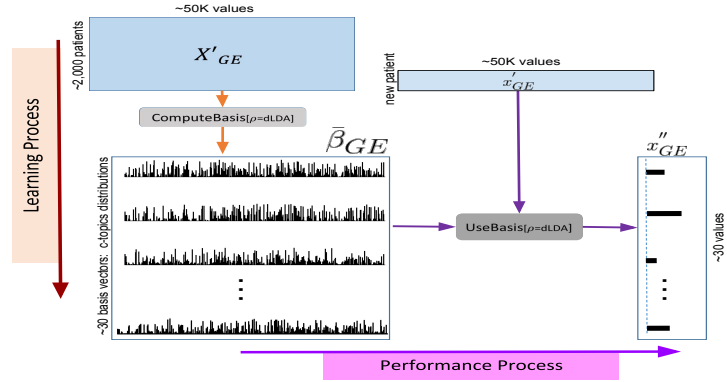 ~50K values
~2,000 patients
X′GE
~50K values
new patient
x′GE
ComputeBasis[ρ=dLDA]
β̄GE
x″GE
Learning Process
~30 basis vectors: c-topics distributions
UseBasis[ρ=dLDA]
~30 values
Performance Process